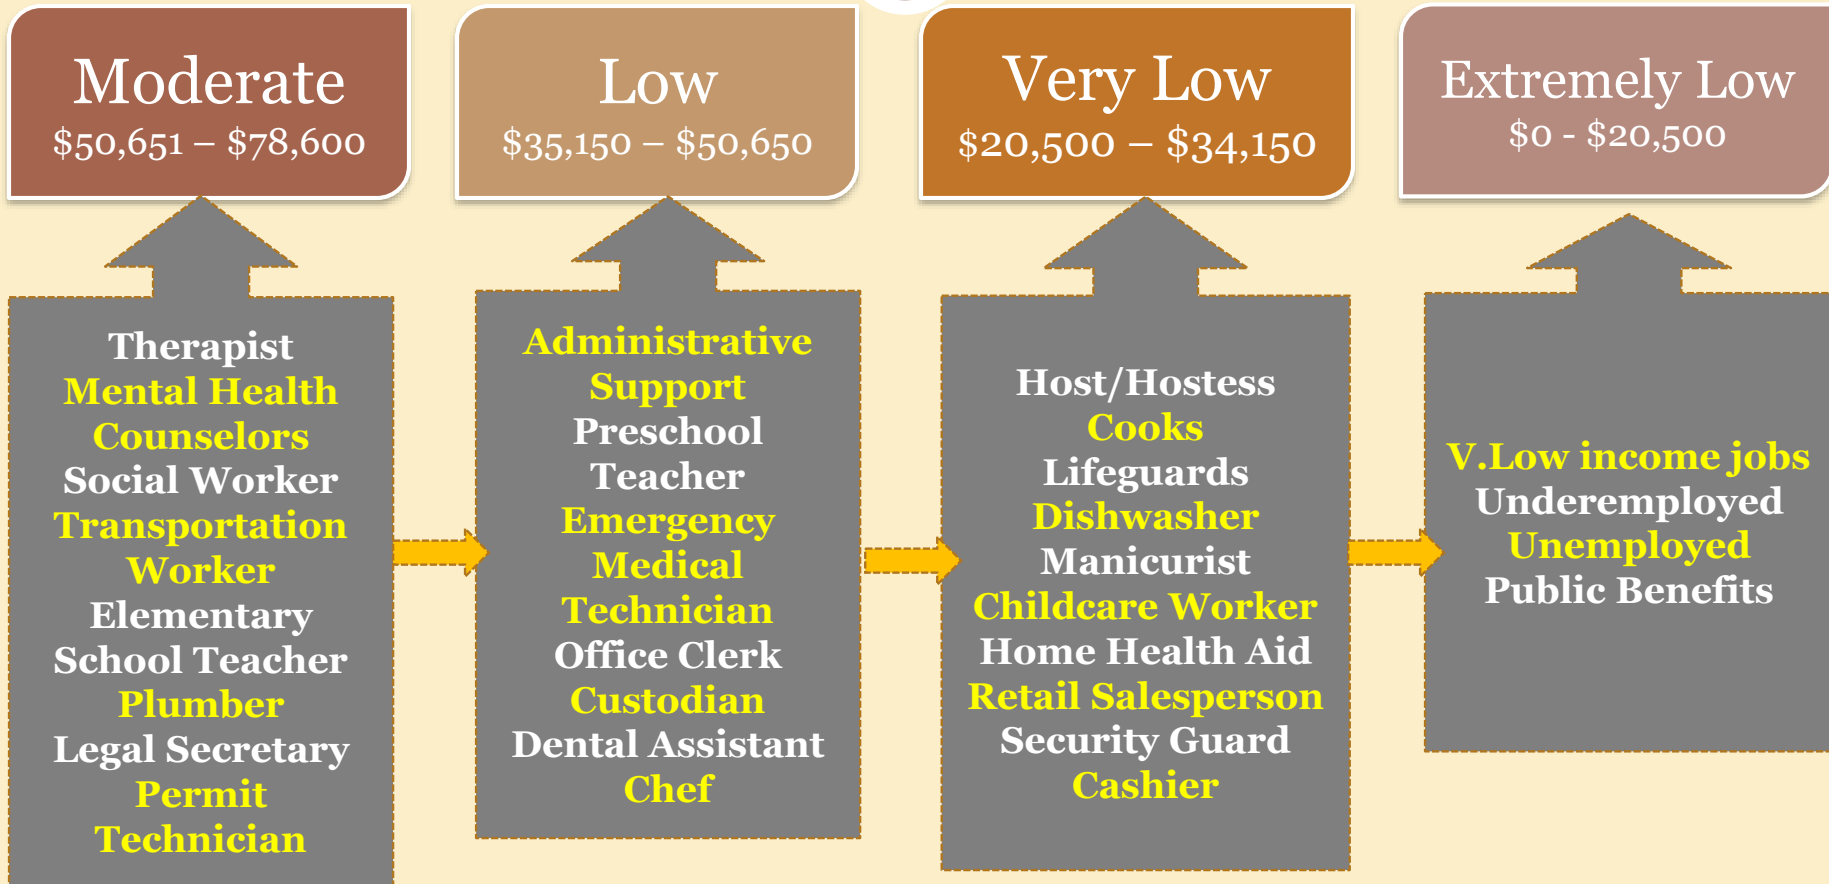 Moderate
$50,651 – $78,600
Therapist
Mental Health
Counselors
Social Worker
Transportation
Worker
Elementary
School Teacher
Plumber
Legal Secretary
Permit
Technician
Low
$35,150 – $50,650
Administrative
Support
Preschool
Teacher
Emergency
Medical
Technician
Office Clerk
Custodian
Dental Assistant
Chef
Very Low
$20,500 – $34,150
Host/Hostess
Cooks
Lifeguards
Dishwasher
Manicurist
Childcare Worker
Home Health Aid
Retail Salesperson
Security Guard
Cashier
Extremely Low
$0 - $20,500
V.Low income jobs
Underemployed
Unemployed
Public Benefits